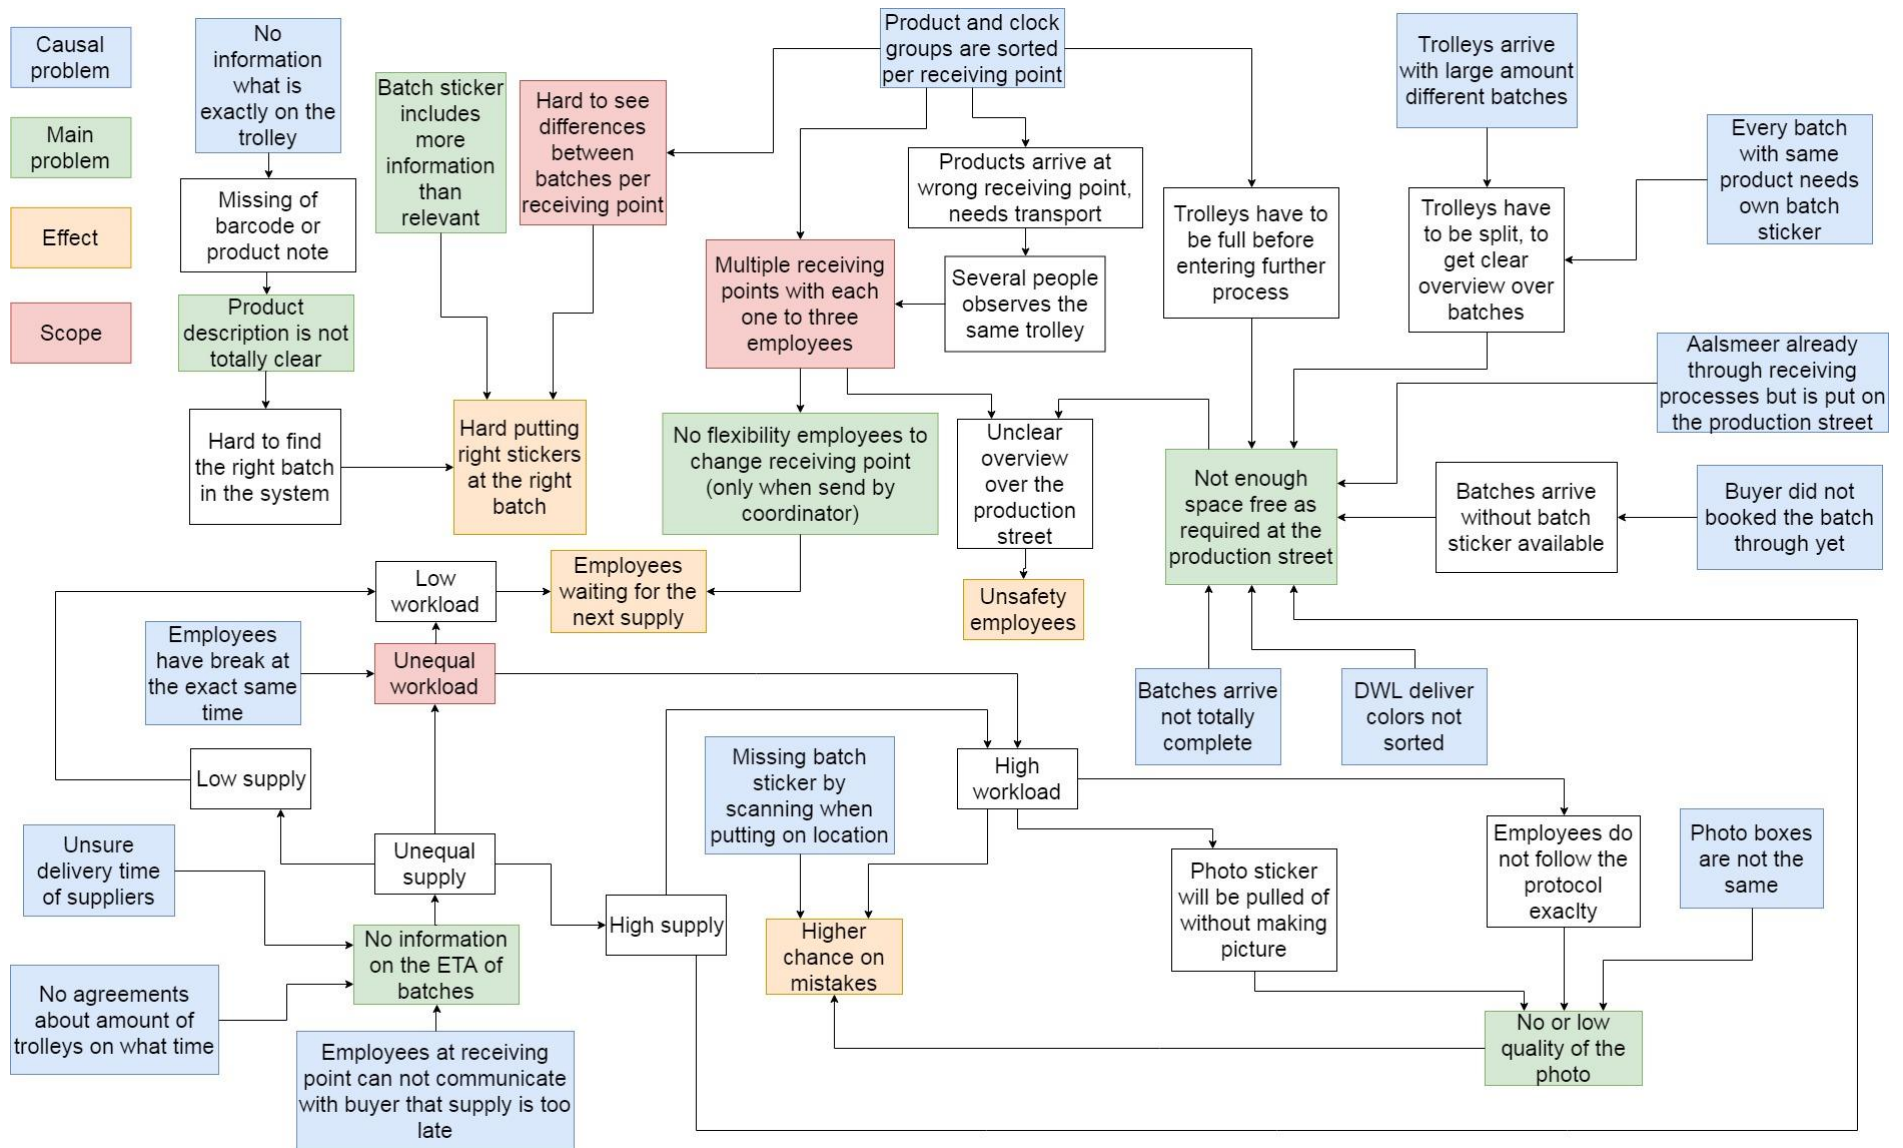 Causal
problem
Main
problem
Effect
Scope
No
information
what is
exactly on the
trolley
Missing of
barcode or
product note
Product
description is not
totally clear
Hard to find
the right batch
in the system
Batch sticker
includes
more
information
than
relevant
Hard to see
differences
between
batches per
receiving point
Hard putting
right stickers
at the right
batch
Product and clock
groups are sorted
per receiving point
Products arrive at
wrong receiving point,
needs transport
Several people
observes the
same trolley
Multiple receiving
points with each
one to three
employees
No flexibility employees to
change receiving point
(only when send by
coordinator)
Unclear
overview
over the
production
street
Unsafety
employees
Trolleys have to
be full before
entering further
process
Trolleys arrive
with large amount
different batches
Trolleys have
to be split, to
get clear
overview over
batches
Every batch
with same
product needs
own batch
sticker
Aalsmeer already
through receiving
processes but is put on
the production street
Not enough
space free as
required at the
production street
Batches arrive
without batch
sticker available
Buyer did not
booked the batch
through yet
Batches arrive
not totally
complete
DWL deliver
colors not
sorted
Low
workload
Employees
waiting for the
next supply
Employees
have break at
the exact same
time
Unequal
workload
Low supply
Unequal
supply
High supply
Unsure
delivery time
of suppliers
No information
on the ETA of
batches
No agreements
about amount of
trolleys on what time
Employees at receiving
point can not communicate
with buyer that supply is too
late
Missing batch
sticker by
scanning when
putting on location
High
workload
Higher
chance on
mistakes
Photo sticker
will be pulled of
without making
picture
Employees do
not follow the
protocol
exaclty
Photo boxes
are not the
same
No or low
quality of the
photo